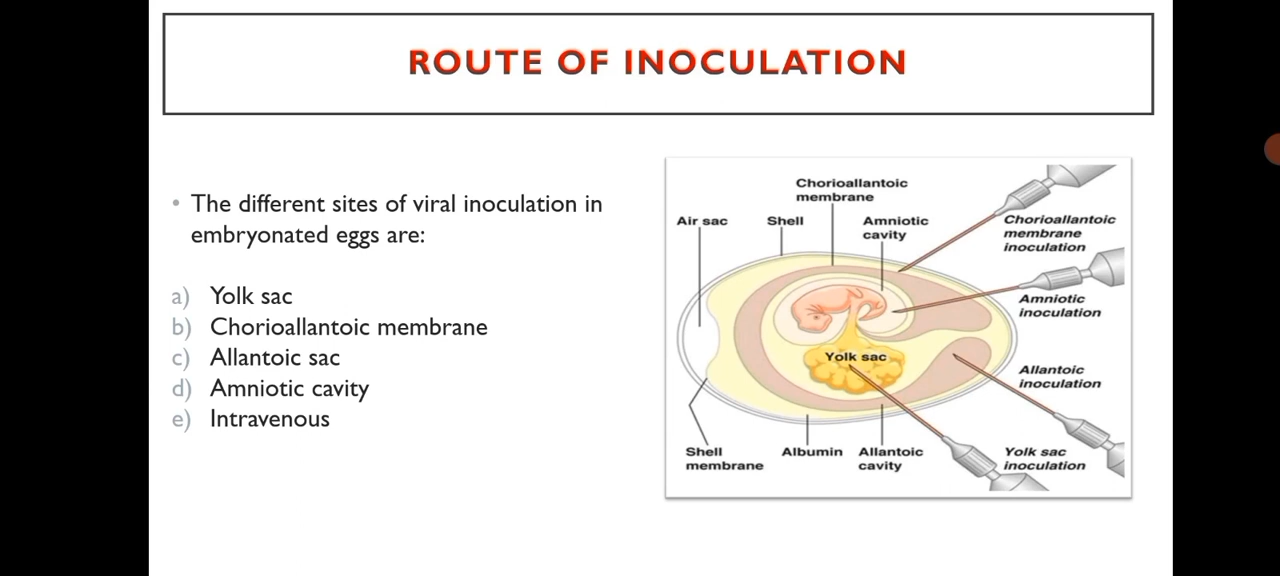 ROUTE OF INOCULATION
• The different sites of viral inoculation in
embryonated eggs are:
a) Yolk sac
b) Chorioallantoic membrane
c) Allantoic sac
d) Amniotic cavity
e) Intravenous
Chorioallantoic
membrane
Air sac
Shell
Amniotic
cavity
Chorioallantoic
membrane
inoculation
Amniotic
inoculation
Yolk sac
Allantoic
inoculation
Shell
membrane
Albumin
Allantoic
cavity
Yolk sac
inoculation